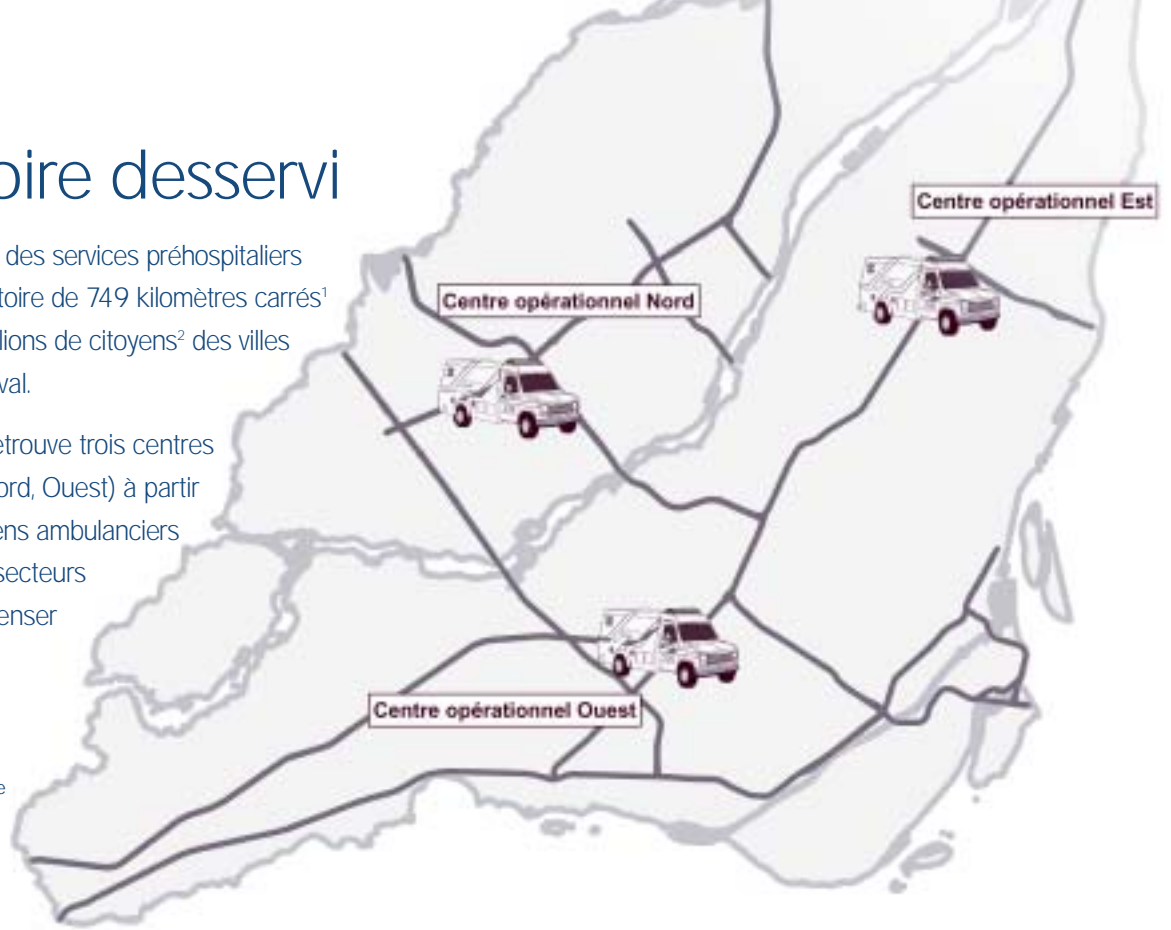 oire desservi
des services préhospitaliers
toire de 749 kilomètres carrés¹
lions de citoyens² des villes
val.
etrouve trois centres
ord, Ouest) à partir
ens ambulanciers
secteurs
enser
e
Centre opérationnel Est
Centre opérationnel Nord
Centre opérationnel Ouest